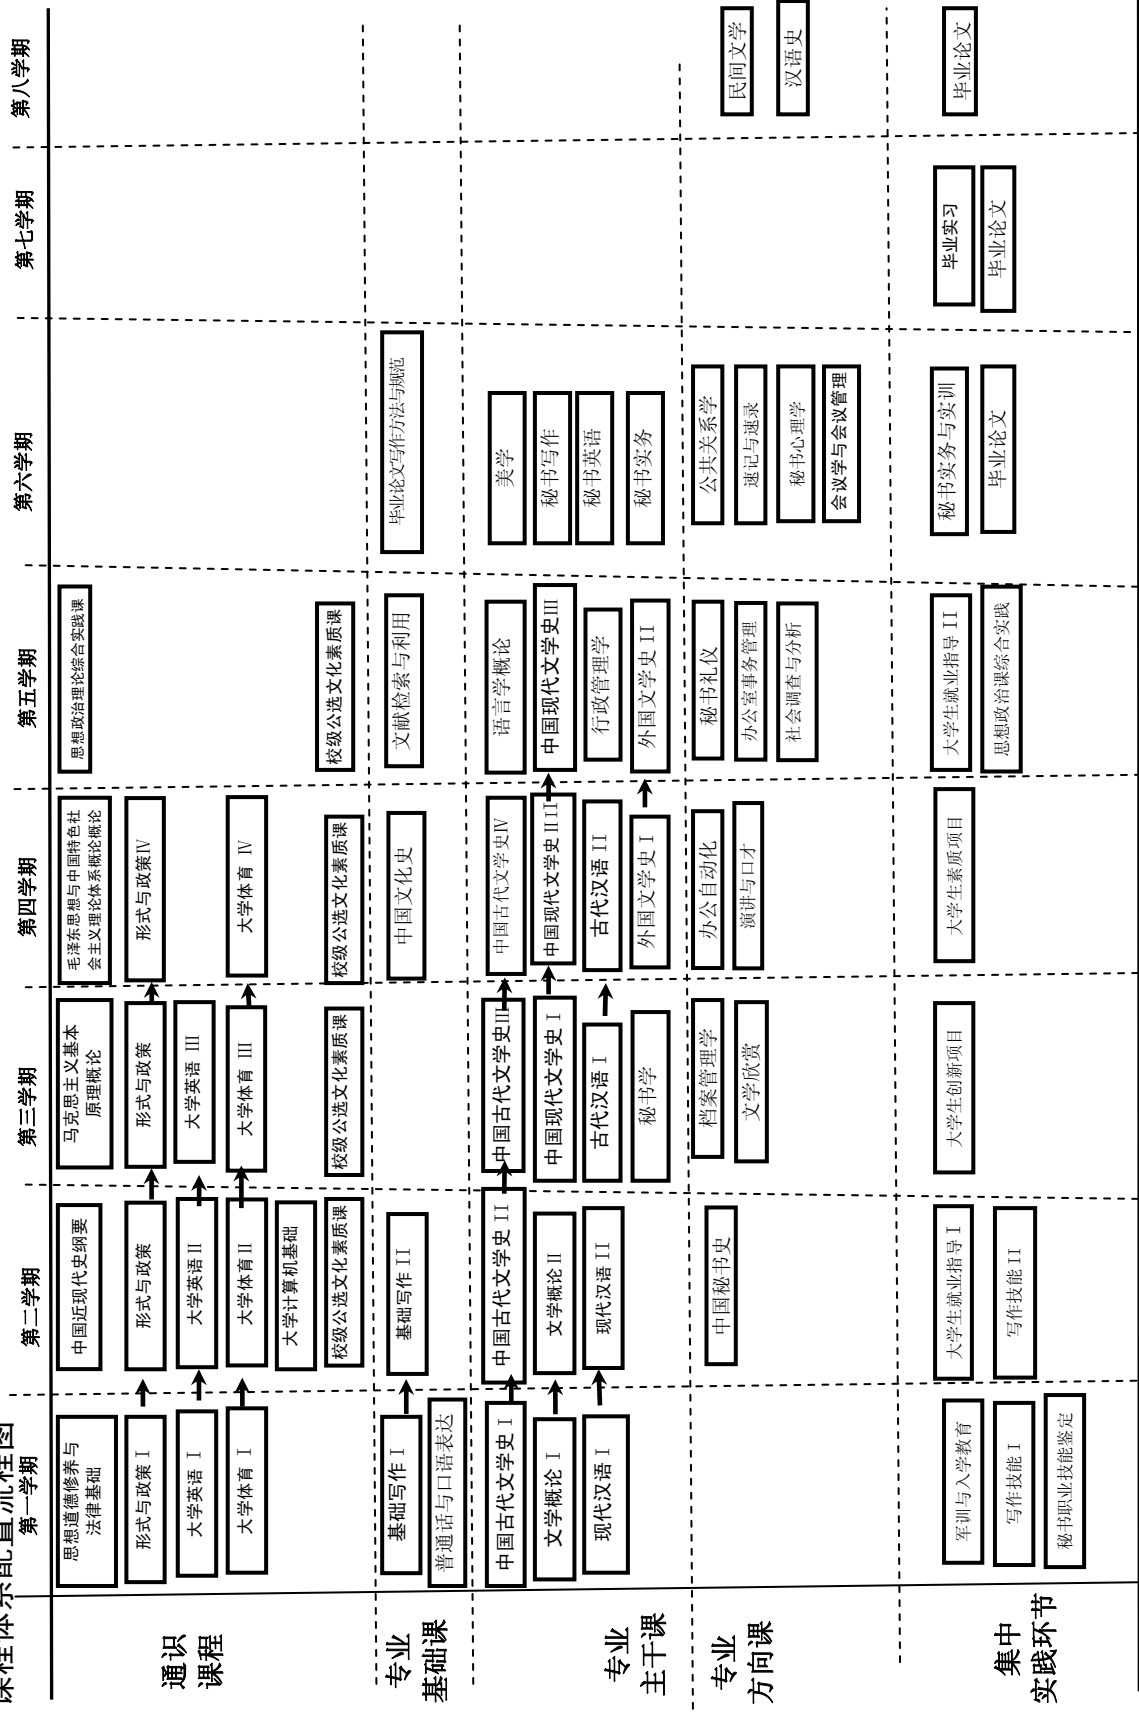 课程体系配置流程图
第一学期
第二学期
第三学期
第四学期
第五学期
第六学期
第七学期
第八学期
通识
课程
思想道德修养与
法律基础
形式与政策 I
大学英语 I
大学体育 I
中国近现代史纲要
形式与政策
大学英语 II
大学体育 II
大学计算机基础
校级公选文化素质课
马克思主义基本
原理概论
形式与政策
大学英语 III
大学体育 III
校级公选文化素质课
毛泽东思想与中国特色社
会主义理论体系概论概论
形式与政策IV
大学体育 IV
校级公选文化素质课
思想政治理论综合实践课
校级公选文化素质课
专业
基础课
基础写作 I
普通话与口语表达
基础写作 II
中国文化史
文献检索与利用
毕业论文写作方法与规范
专业
主干课
中国古代文学史 I
文学概论 I
现代汉语 I
中国古代文学史 II
文学概论 II
现代汉语 II
中国古代文学史III
中国现代文学史 I
古代汉语 I
秘书学
中国古代文学史IV
中国现代文学史 II II
古代汉语 II
外国文学史 I
语言学概论
中国现代文学史III
行政管理学
外国文学史 II
美学
秘书写作
秘书英语
秘书实务
专业
方向课
中国秘书史
档案管理学
文学欣赏
办公自动化
演讲与口才
秘书礼仪
办公室事务管理
社会调查与分析
公共关系学
速记与速录
秘书心理学
会议学与会议管理
民间文学
汉语史
集中
实践环节
军训与入学教育
写作技能 I
秘书职业技能鉴定
大学生就业指导 I
写作技能 II
大学生创新项目
大学生素质项目
大学生就业指导 II
思想政治课综合实践
秘书实务与实训
毕业论文
毕业实习
毕业论文
毕业论文